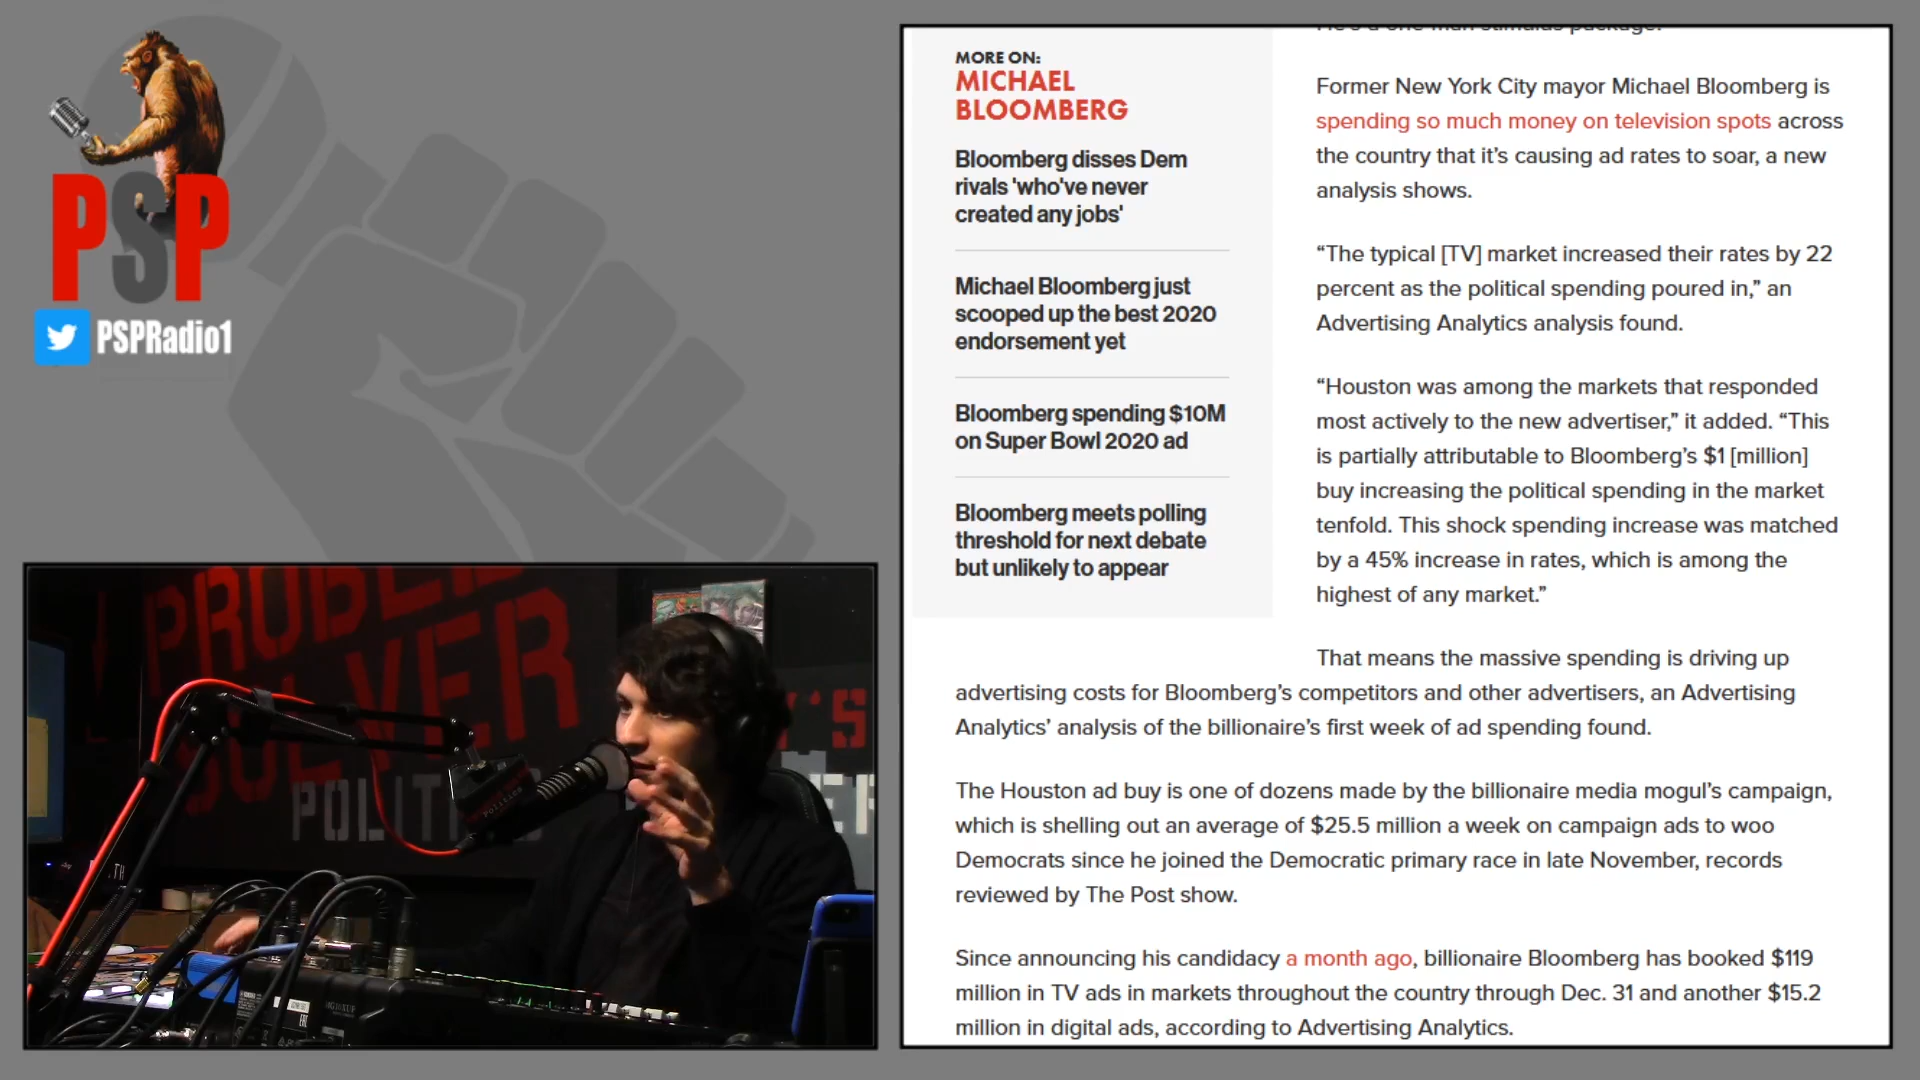 PSP
PSPRadio1
PROBLEM
SOLVER
POLITICS
POLITICS
'S
MORE ON:
MICHAEL
BLOOMBERG
Bloomberg disses Dem
rivals 'who've never
created any jobs'
Michael Bloomberg just
scooped up the best 2020
endorsement yet
Bloomberg spending $10M
on Super Bowl 2020 ad
Bloomberg meets polling
threshold for next debate
but unlikely to appear
He's a one-man stimulus package.
Former New York City mayor Michael Bloomberg is
spending so much money on television spots across
the country that it’s causing ad rates to soar, a new
analysis shows.
“The typical [TV] market increased their rates by 22
percent as the political spending poured in,” an
Advertising Analytics analysis found.
“Houston was among the markets that responded
most actively to the new advertiser,” it added. “This
is partially attributable to Bloomberg’s $1 [million]
buy increasing the political spending in the market
tenfold. This shock spending increase was matched
by a 45% increase in rates, which is among the
highest of any market.”
That means the massive spending is driving up
advertising costs for Bloomberg’s competitors and other advertisers, an Advertising
Analytics’ analysis of the billionaire’s first week of ad spending found.
The Houston ad buy is one of dozens made by the billionaire media mogul’s campaign,
which is shelling out an average of $25.5 million a week on campaign ads to woo
Democrats since he joined the Democratic primary race in late November, records
reviewed by The Post show.
Since announcing his candidacy a month ago, billionaire Bloomberg has booked $119
million in TV ads in markets throughout the country through Dec. 31 and another $15.2
million in digital ads, according to Advertising Analytics.